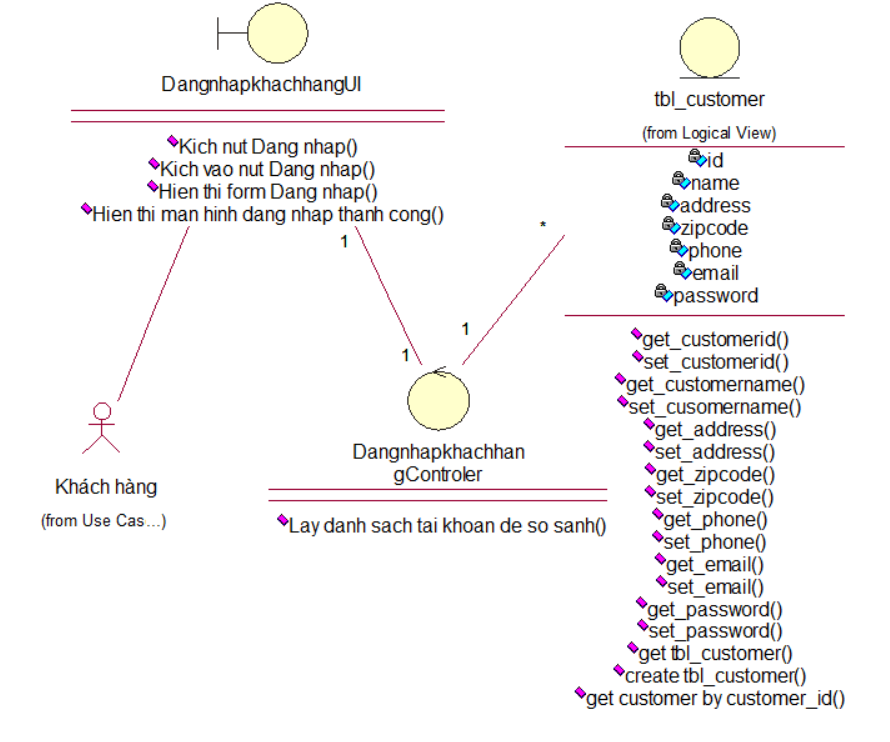 DangnhapkhachhangUI
Kich nut Dang nhap()
Kich vao nut Dang nhap()
Hien thi form Dang nhap()
Hien thi man hinh dang nhap thanh cong()
1
1
Khách hàng
(from Use Cas...)
Dangnhapkhachhan
gControler
Lay danh sach tai khoan de so sanh()
1
*
tbl_customer
(from Logical View)
id
name
address
zipcode
phone
email
password
get_customerid()
set_customerid()
get_customername()
set_cusomername()
get_address()
set_address()
get_zipcode()
set_zipcode()
get_phone()
set_phone()
get_email()
set_email()
get_password()
set_password()
get tbl_customer()
create tbl_customer()
get customer by customer_id()